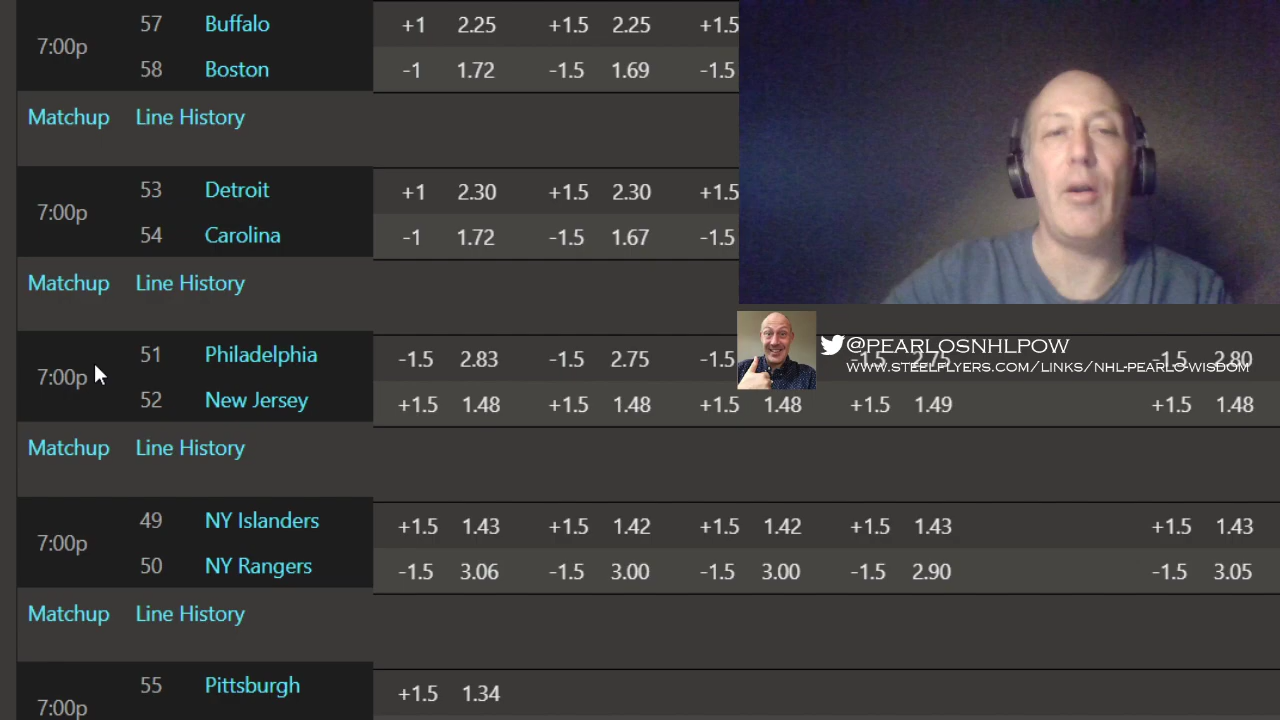 57 Buffalo +1 2.25 +1.5 2.25 +1.5
7:00p
58 Boston -1 1.72 -1.5 1.69 -1.5
Matchup Line History
53 Detroit +1 2.30 +1.5 2.30 +1.5
7:00p
54 Carolina -1 1.72 -1.5 1.67 -1.5
Matchup Line History
@PEARLOSNHLPOW
WWW.STEELFLYERS.COM/LINKS/NHL-PEARLO-WISDOM
51 Philadelphia -1.5 2.83 -1.5 2.75 -1.5 -1.5 2.75 -1.5 2.80
7:00p
52 New Jersey +1.5 1.48 +1.5 1.48 +1.5 1.48 +1.5 1.49 +1.5 1.48
Matchup Line History
49 NY Islanders +1.5 1.43 +1.5 1.42 +1.5 1.42 +1.5 1.43 +1.5 1.43
7:00p
50 NY Rangers -1.5 3.06 -1.5 3.00 -1.5 3.00 -1.5 2.90 -1.5 3.05
Matchup Line History
55 Pittsburgh +1.5 1.34
7:00p